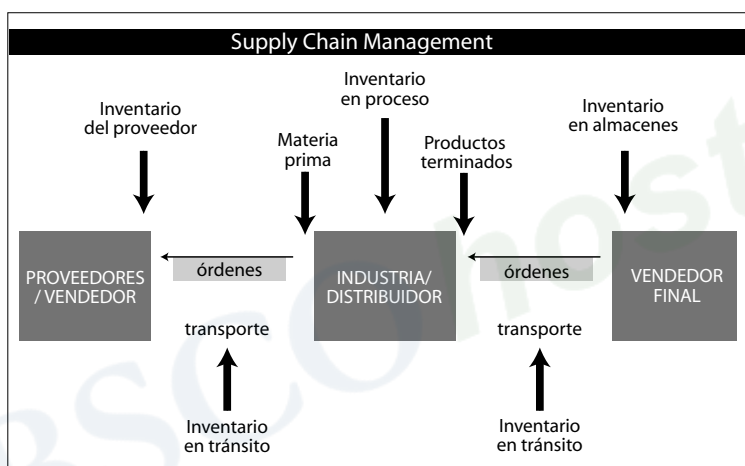 Supply Chain Management
Inventario
del proveedor
Materia
prima
Inventario
en proceso
Productos
terminados
Inventario
en almacenes
PROVEEDORES
/ VENDEDOR
órdenes
INDUSTRIA/
DISTRIBUIDOR
órdenes
VENDEDOR
FINAL
transporte
transporte
Inventario
en tránsito
Inventario
en tránsito
BSCOhost